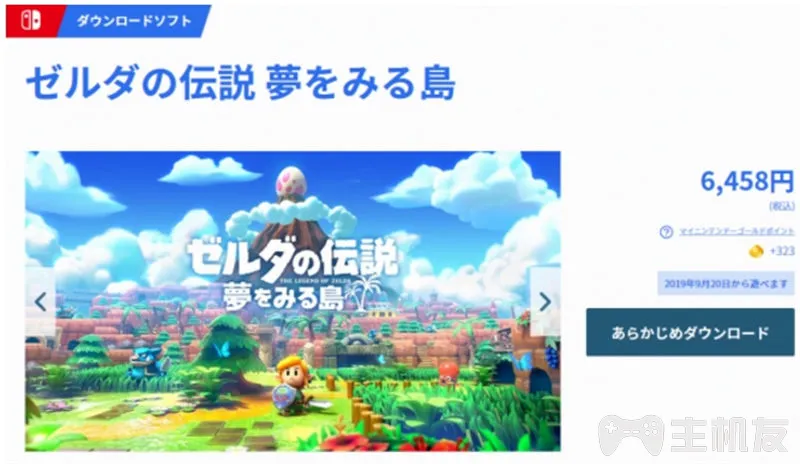 ダウンロードソフト
ゼルダの伝説 夢をみる島
ゼルダの伝説
THE LEGEND OF ZELDA
夢をみる島
6,458円
(税込)
マイニンテンドーゴールドポイント
+323
2019年9月20日から遊べます
あらかじめダウンロード
主机友